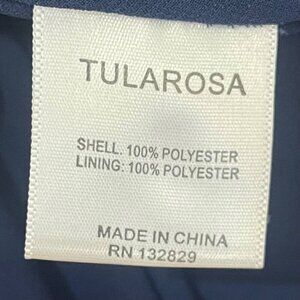 TULAROSA
SHELL: 100% POLYESTER
LINING: 100% POLYESTER
MADE IN CHINA
RN 132829